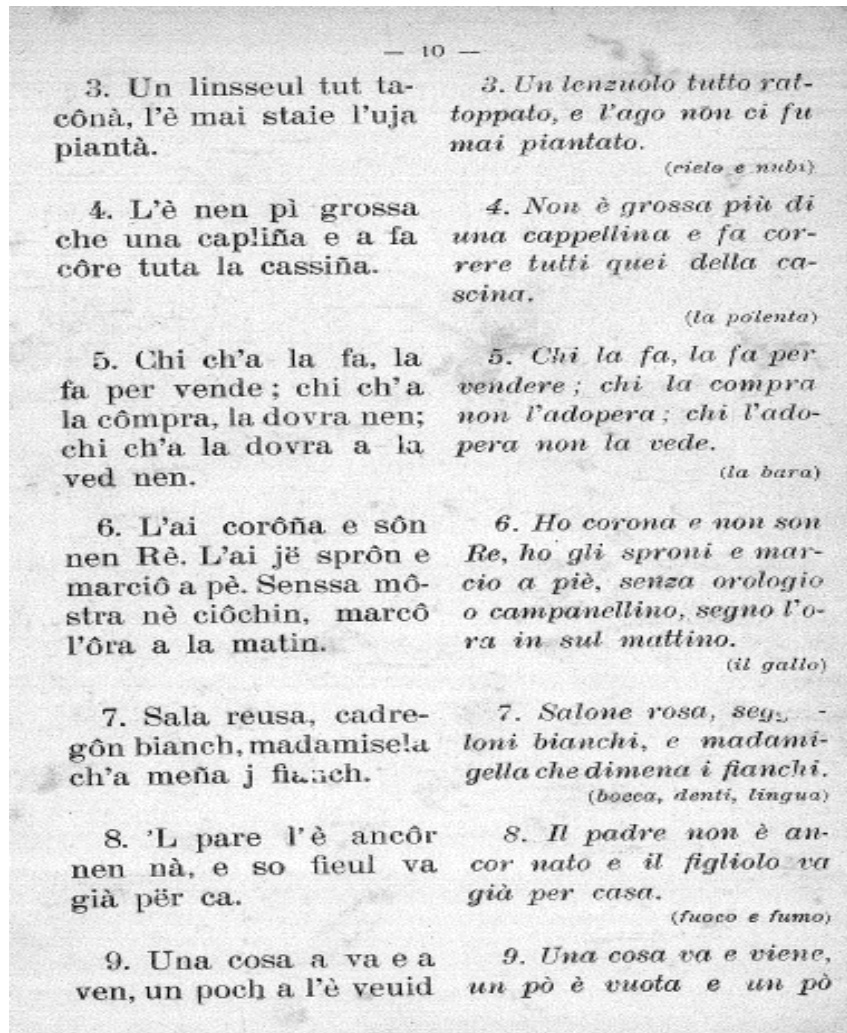 — 10 —
3. Un linsseul tut ta-
cônà, l'è mai staie l'uja
piantà.
4. L'è nen pì grossa
che una capliña e a fa
côre tuta la cassiña.
5. Chi ch'a la fa, la
fa per vende; chi ch'a
la cômpra, la dovra nen;
chi ch'a la dovra a la
ved nen.
6. L'ai corôña e sôn
nen Rè. L'ai jë sprôn e
marciô a pè. Senssa mô-
stra nè ciôchin, marcô
l'ôra a la matin.
7. Sala reusa, cadre-
gôn bianch, madamisela
ch'a meña j fianch.
8. 'L pare l'è ancôr
nen nà, e so fieul va
già për ca.
9. Una cosa a va e a
ven, un poch a l'è veuid
3. Un lenzuolo tutto rat-
toppato, e l'ago non ci fu
mai piantato.
(cielo e nubi)
4. Non è grossa più di
una cappellina e fa cor-
rere tutti quei della ca-
scina.
(la polenta)
5. Chi la fa, la fa per
vendere; chi la compra
non l'adopera; chi l'ado-
pera non la vede.
(la bara)
6. Ho corona e non son
Re, ho gli sproni e mar-
cio a piè, senza orologio
o campanellino, segno l'o-
ra in sul mattino.
(il gallo)
7. Salone rosa,
loni bianchi, e madami-
gella che dimena i fianchi.
(bocca, denti, lingua)
8. Il padre non è an-
cor nato e il figliolo va
già per casa.
(fuoco e fumo)
9. Una cosa va e viene,
un pò è vuota e un pò